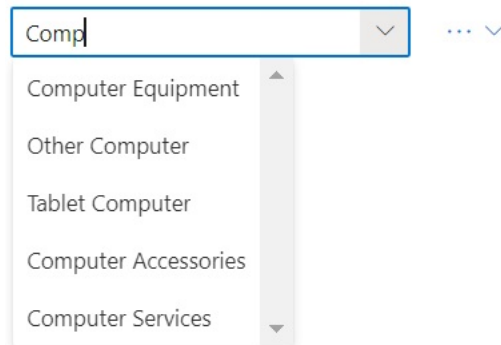 Comp
Computer Equipment
Other Computer
Tablet Computer
Computer Accessories
Computer Services